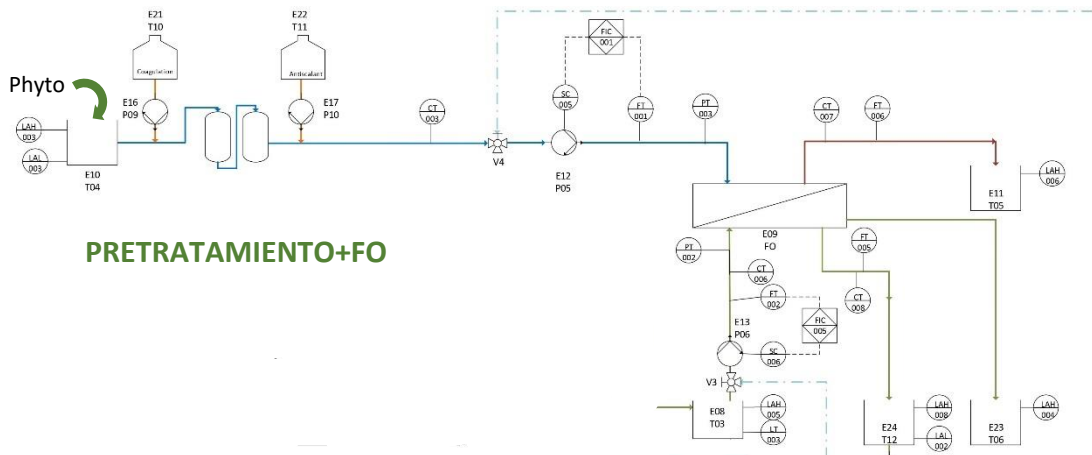 E21
T10
Coagulation
E22
T11
Antiscalant
FIC
001
Phyto
E16
P09
E17
P10
SC
005
CT
003
FT
001
PT
003
CT
007
FT
006
LAH
003
LAL
003
E10
T04
V4
E12
P05
E11
T05
LAH
006
PRETRATAMIENTO+FO
E09
FO
PT
002
CT
006
FT
002
FT
005
CT
008
E13
P06
FIC
005
SC
006
V3
E08
T03
LAH
005
LT
003
E24
T12
LAH
008
LAL
002
E23
T06
LAH
004